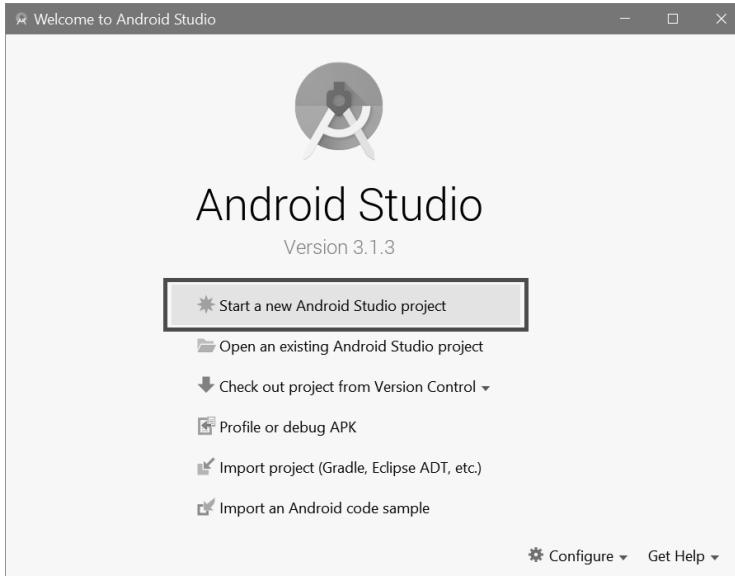 Welcome to Android Studio
Android Studio
Version 3.1.3
Start a new Android Studio project
Open an existing Android Studio project
Check out project from Version Control
Profile or debug APK
Import project (Gradle, Eclipse ADT, etc.)
Import an Android code sample
Configure Get Help